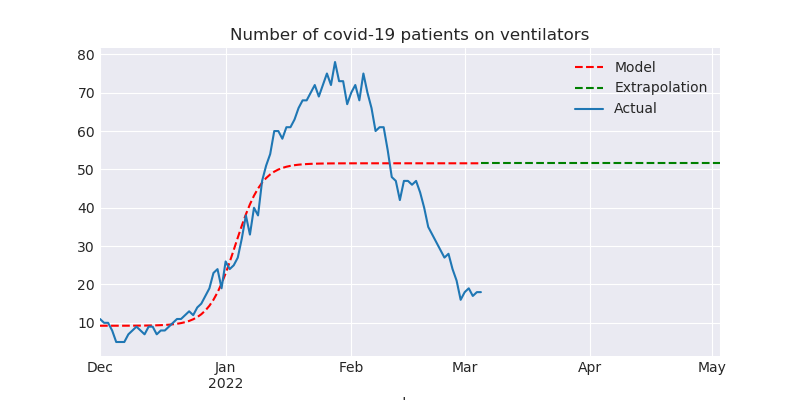 Number of covid-19 patients on ventilators
80
70
60
50
40
30
20
10
Model
Extrapolation
Actual
Dec
Jan
2022
Feb
Mar
Apr
May